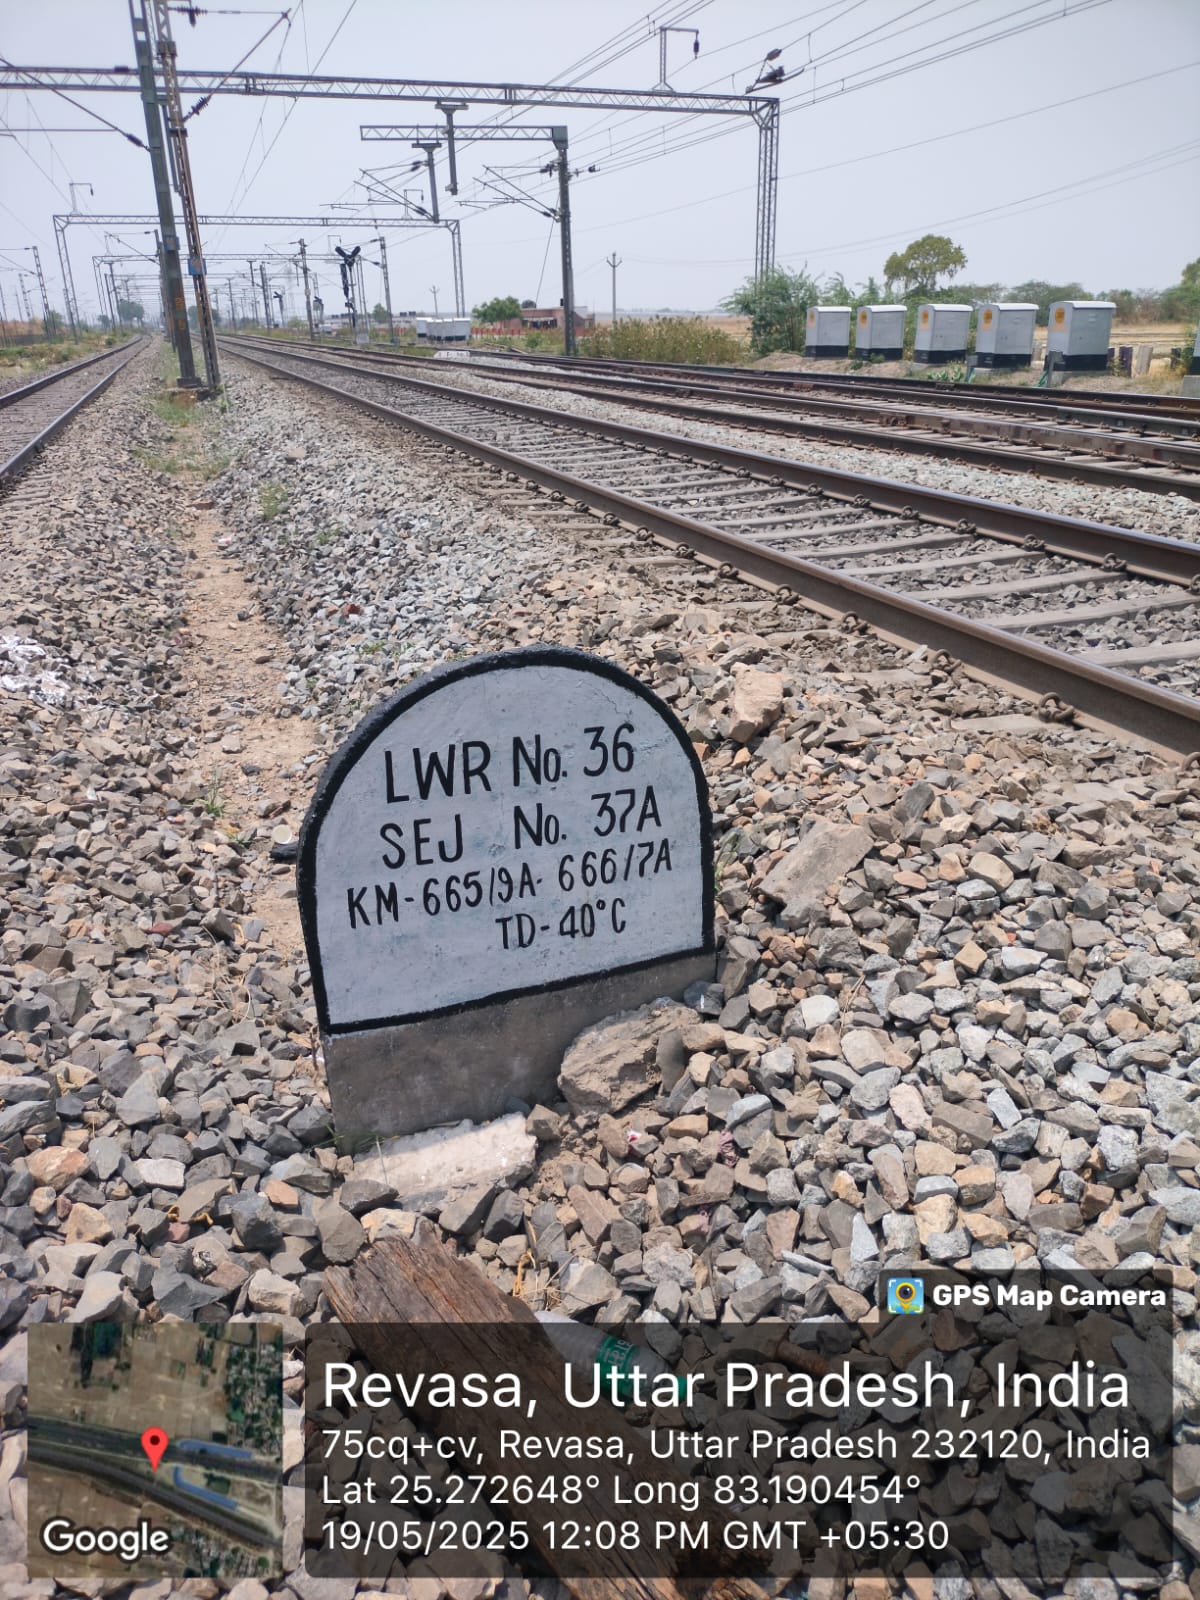 LWR No. 36
SEJ No. 37A
KM-665/9A-666/7A
TD-40°C
GPS Map Camera
Revasa, Uttar Pradesh, India
75cq+cv, Revasa, Uttar Pradesh 232120, India
Lat 25.272648° Long 83.190454°
19/05/2025 12:08 PM GMT +05:30
Google